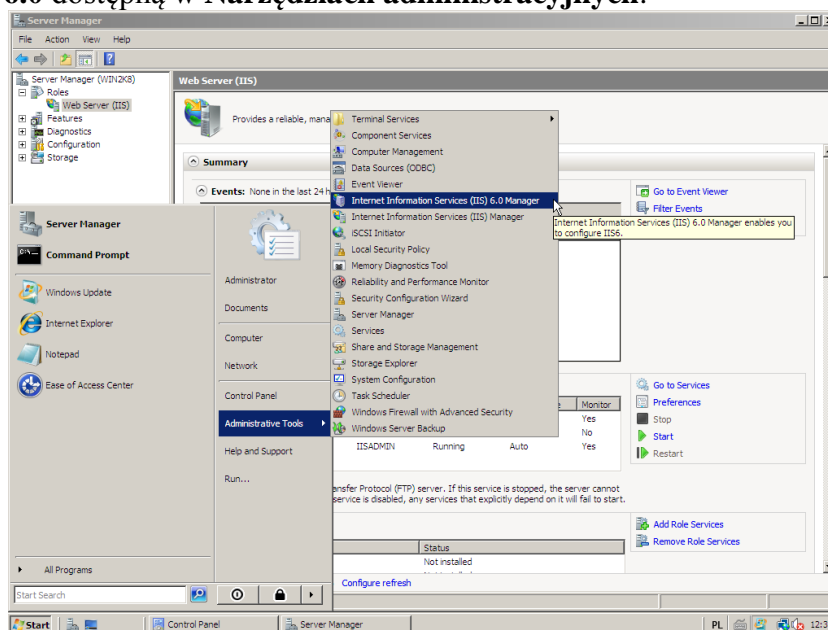 6.0 dostępną w Narzędziach administracyjnych.
Server Manager
File Action View Help
Server Manager (WIN2K8)
Roles
Web Server (IIS)
Features
Diagnostics
Configuration
Storage
Web Server (IIS)
Provides a reliable, mana
Summary
Events: None in the last 24 h
Go to Event Viewer
Filter Events
Terminal Services
Component Services
Computer Management
Data Sources (ODBC)
Event Viewer
Internet Information Services (IIS) 6.0 Manager
Internet Information Services (IIS) Manager
iSCSI Initiator
Local Security Policy
Memory Diagnostics Tool
Reliability and Performance Monitor
Security Configuration Wizard
Server Manager
Services
Share and Storage Management
Storage Explorer
System Configuration
Task Scheduler
Windows Firewall with Advanced Security
Windows Server Backup
Internet Information Services (IIS) 6.0 Manager enables you
to configure IIS6.
Server Manager
Command Prompt
Windows Update
Internet Explorer
Notepad
Ease of Access Center
All Programs
Start Search
Administrator
Documents
Computer
Network
Control Panel
Administrative Tools
Help and Support
Run...
Monitor
Yes
No
IISADMIN Running Auto Yes
Go to Services
Preferences
Stop
Start
Restart
ansfer Protocol (FTP) server. If this service is stopped, the server cannot
service is disabled, any services that explicitly depend on it will fail to start.
Add Role Services
Remove Role Services
Status
Not installed
Configure refresh
Start Control Panel Server Manager PL 12:3